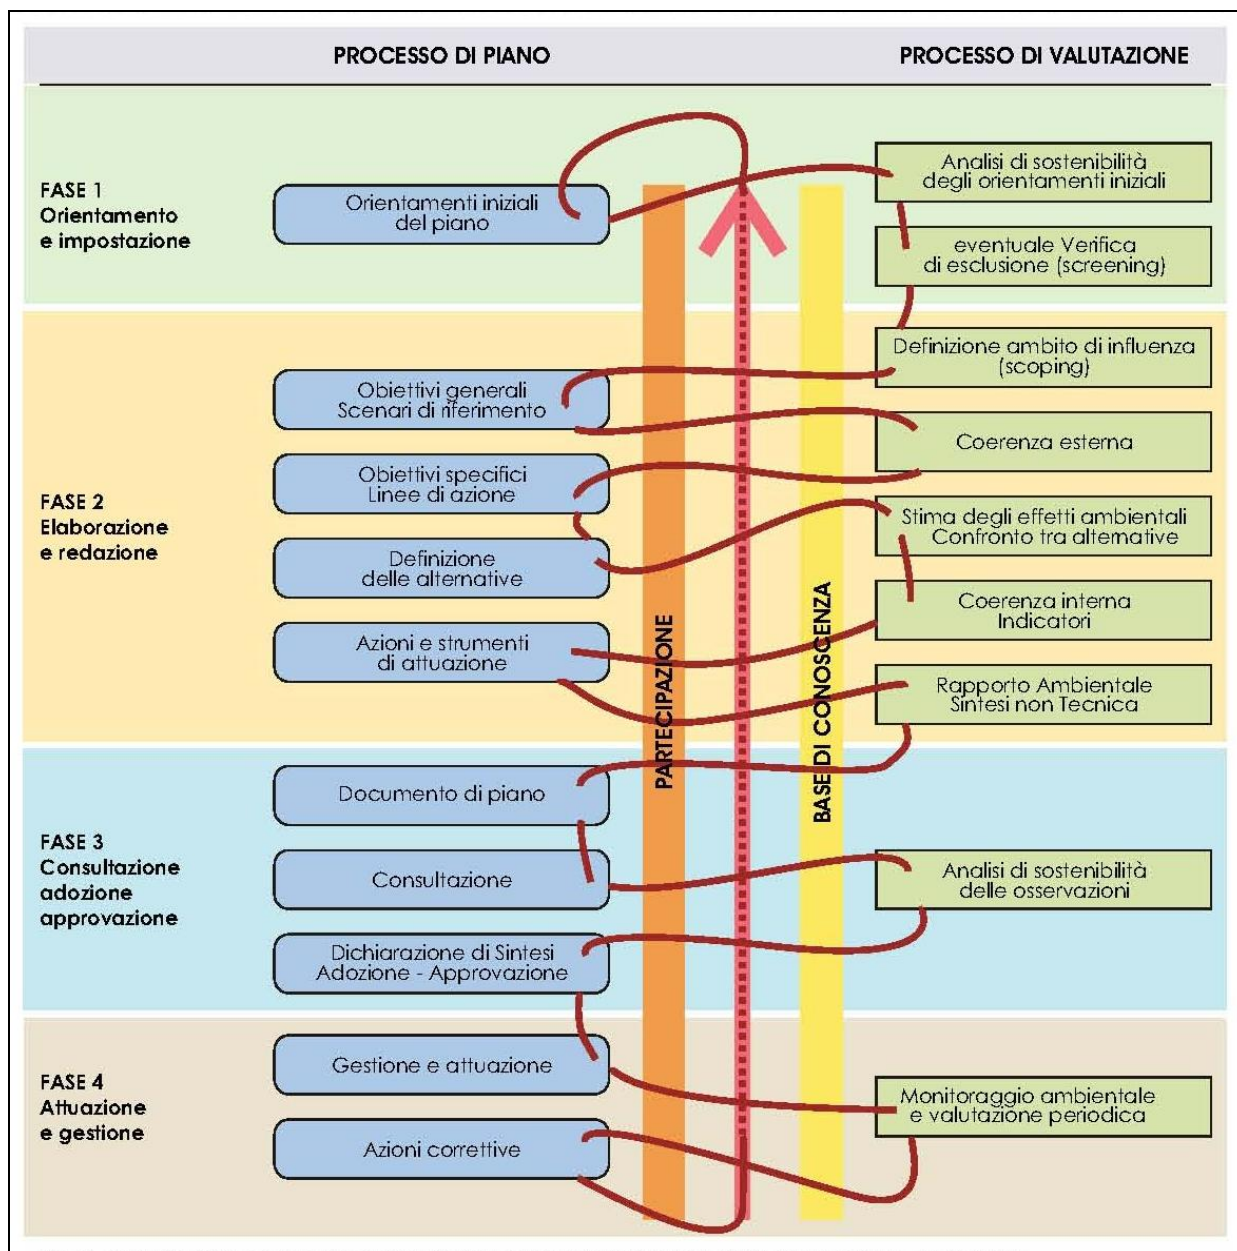 PROCESSO DI PIANO
PROCESSO DI VALUTAZIONE
FASE 1
Orientamento
e impostazione
Orientamenti iniziali
del piano
Analisi di sostenibilità
degli orientamenti iniziali
eventuale Verifica
di esclusione (screening)
FASE 2
Elaborazione
e redazione
Obiettivi generali
Scenari di riferimento
Obiettivi specifici
Linee di azione
Definizione
delle alternative
Azioni e strumenti
di attuazione
Definizione ambito di influenza
(scoping)
Coerenza esterna
Stima degli effetti ambientali
Confronto tra alternative
Coerenza interna
Indicatori
Rapporto Ambientale
Sintesi non Tecnica
PARTECIPAZIONE
BASE DI CONOSCENZA
FASE 3
Consultazione
adozione
approvazione
Documento di piano
Consultazione
Dichiarazione di Sintesi
Adozione - Approvazione
Analisi di sostenibilità
delle osservazioni
FASE 4
Attuazione
e gestione
Gestione e attuazione
Azioni correttive
Monitoraggio ambientale
e valutazione periodica